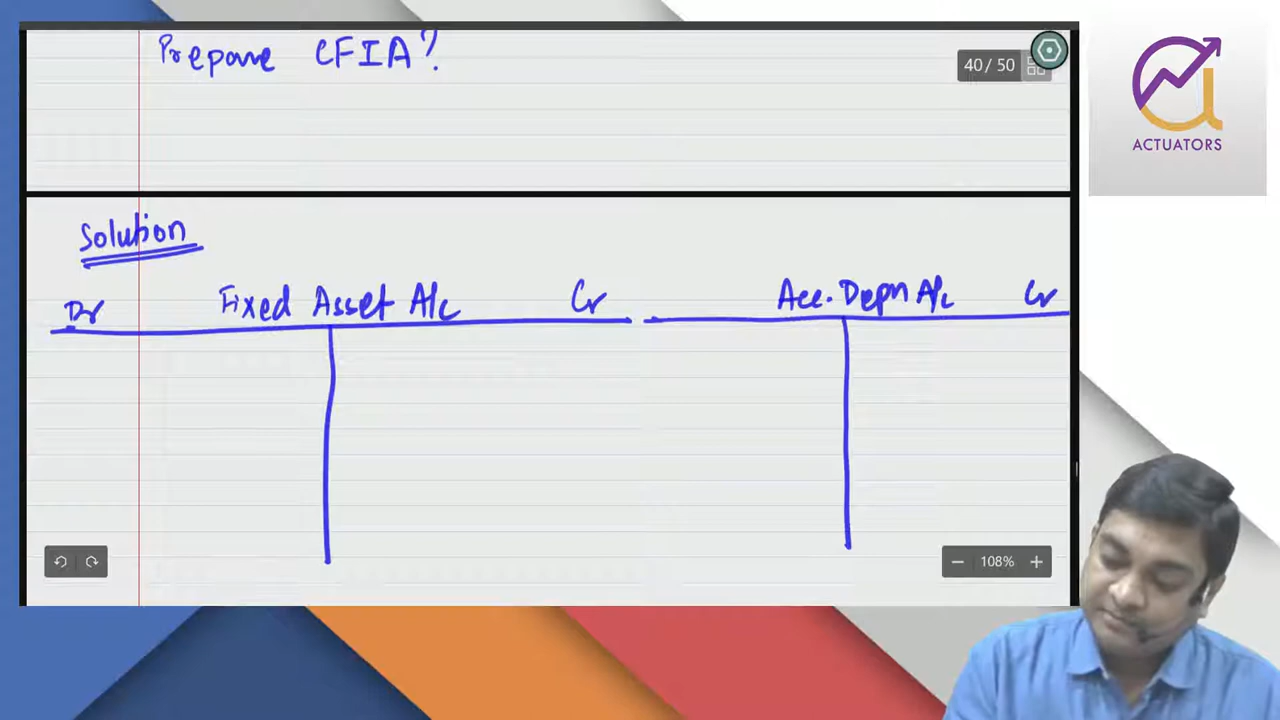 Prepare CFIA?
40 / 50
ACTUATORS
Solution
Dr Fixed Asset A/c Cr
Acc. Depn A/c Cr
108%